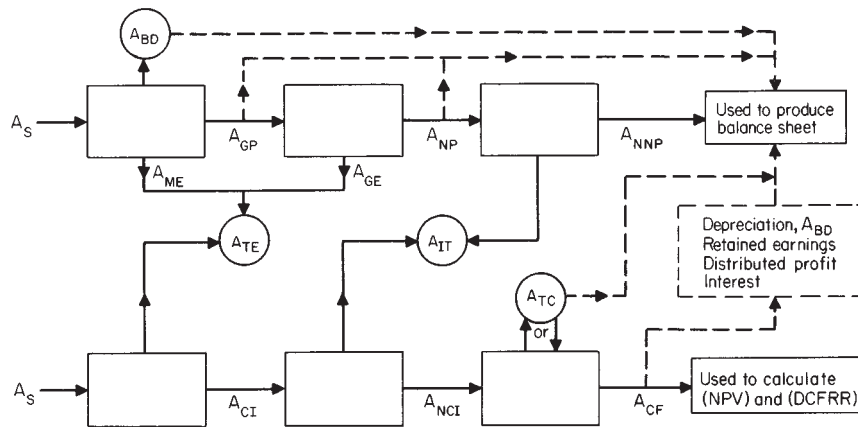 A_BD
A_S
A_GP
A_NP
A_NNP
Used to produce
balance sheet
A_ME
A_GE
A_TE
A_IT
Depreciation, A_BD
Retained earnings
Distributed profit
Interest
A_TC
or
A_S
A_CI
A_NCI
A_CF
Used to calculate
(NPV) and (DCFRR)